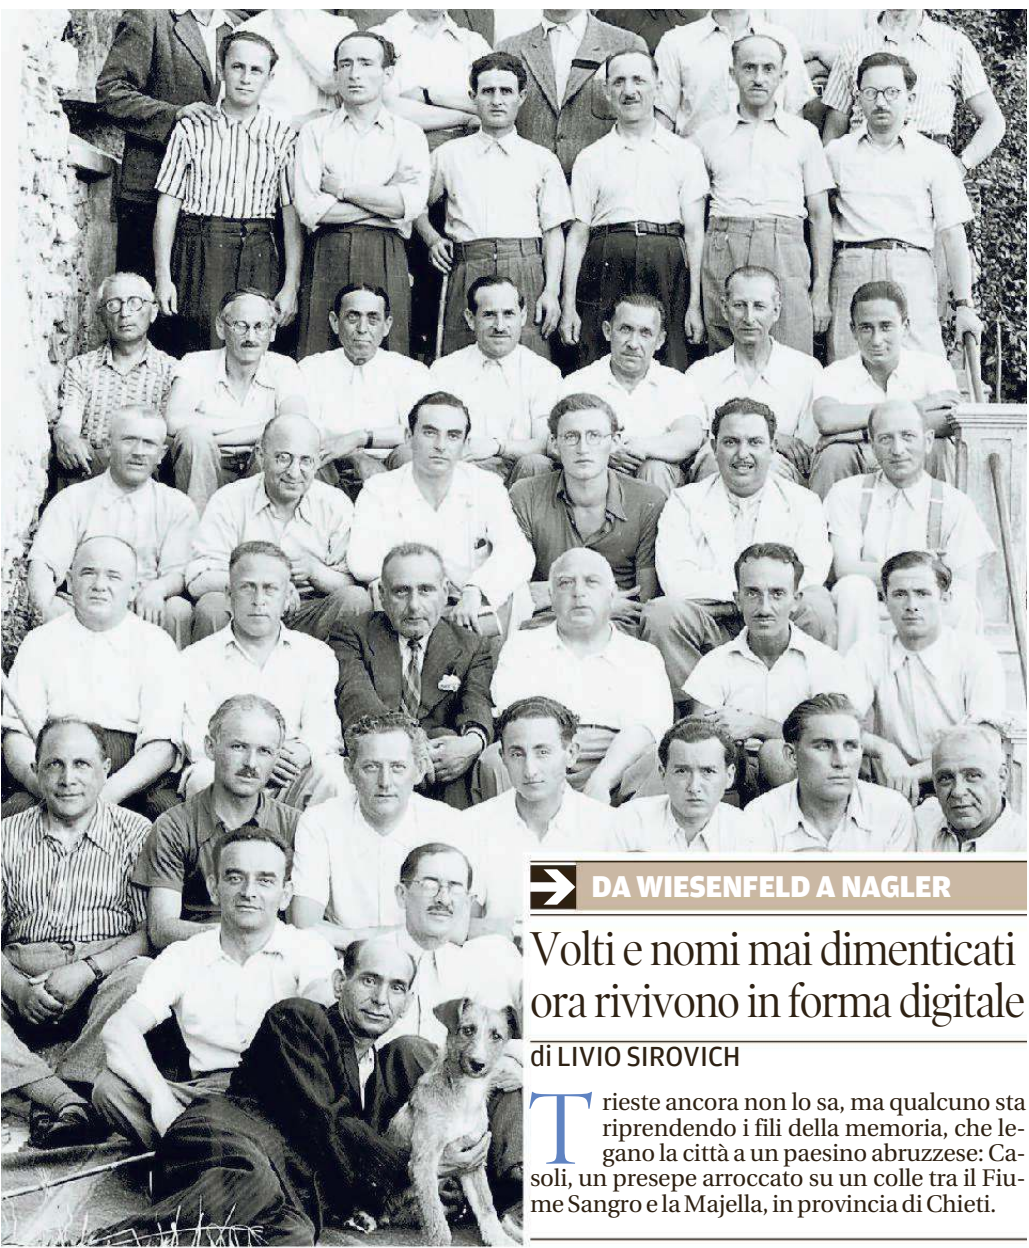 DA WIESENFELD A NAGLER
Volti e nomi mai dimenticati
ora rivivono in forma digitale
di LIVIO SIROVICH
Trieste ancora non lo sa, ma qualcuno sta
riprendendo i fili della memoria, che le-
gano la città a un paesino abruzzese: Ca-
soli, un presepe arroccato su un colle tra il Fiu-
me Sangro e la Majella, in provincia di Chieti.